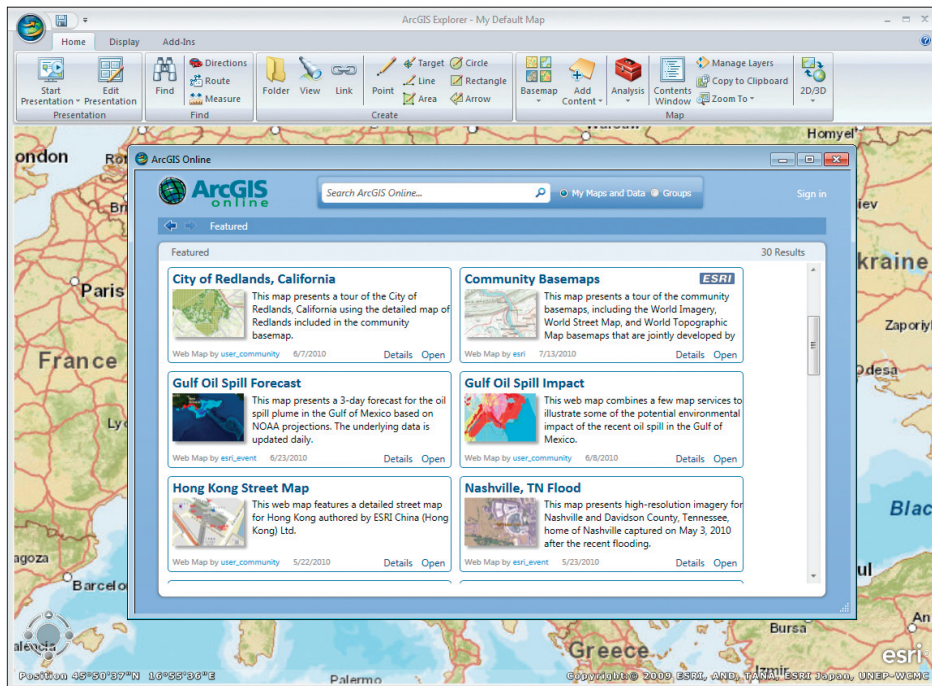 ArcGIS Explorer - My Default Map
Home Display Add-Ins
Start Presentation
Edit Presentation
Presentation
Find
Directions
Route
Measure
Find
Folder
View
Link
Point
Target
Line
Area
Circle
Rectangle
Arrow
Create
Basemap
Add Content
Analysis
Contents Window
Manage Layers
Copy to Clipboard
Zoom To
2D/3D
Map
ondon
Homyel'
ArcGIS Online
ArcGIS
online
Search ArcGIS Online...
My Maps and Data Groups
Sign in
Featured
Featured
30 Results
City of Redlands, California
This map presents a tour of the City of
Redlands, California using the detailed map of
Redlands included in the community
basemap.
Web Map by user_community 6/7/2010 Details Open
Community Basemaps
ESRI
This map presents a tour of the community
basemaps, including the World Imagery,
World Street Map, and World Topographic
Map basemaps that are jointly developed by
Web Map by esri 7/13/2010 Details Open
Gulf Oil Spill Forecast
This map presents a 3-day forecast for the oil
spill plume in the Gulf of Mexico based on
NOAA projections. The underlying data is
updated daily.
Web Map by esri_event 6/23/2010 Details Open
Gulf Oil Spill Impact
This web map combines a few map services to
illustrate some of the potential environmental
impact of the recent oil spill in the Gulf of
Mexico.
Web Map by user_community 6/8/2010 Details Open
Hong Kong Street Map
This web map features a detailed street map
for Hong Kong authored by ESRI China (Hong
Kong) Ltd.
Web Map by user_community 5/22/2010 Details Open
Nashville, TN Flood
This map presents high-resolution imagery for
Nashville and Davidson County, Tennessee,
home of Nashville captured on May 3, 2010
after the recent flooding.
Web Map by esri_event 5/23/2010 Details Open
iev
kraine
Paris
Zaporiy
France
Odesa
Ly
Blac
agoza
Barcelo
ul
alencia
Bursa
An
Greece
esri
Palermo
Izmir
Position 45°50'37"N 16°55'36"E
Copyright:© 2009 ESRI, AND, TANA, ESRI Japan, UNEP-WCMC